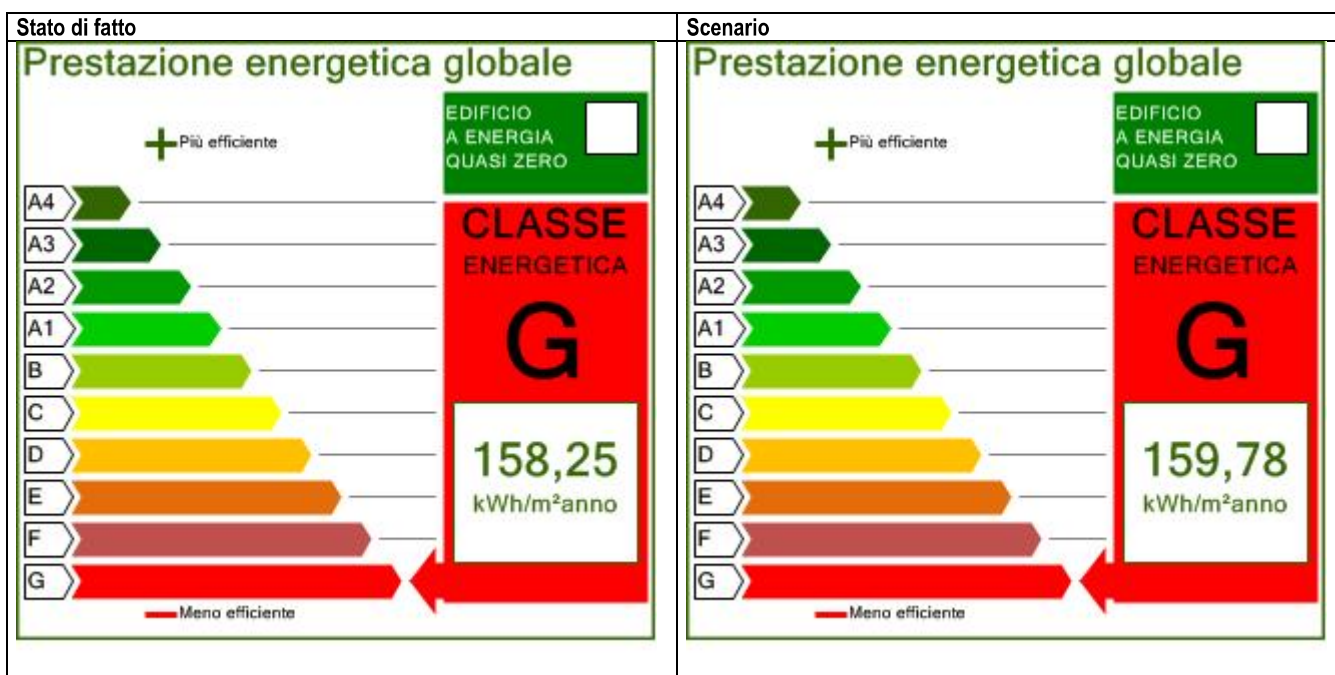 Stato di fatto
Prestazione energetica globale
EDIFICIO
A ENERGIA
QUASI ZERO
Più efficiente
A4
A3
A2
A1
B
C
D
E
F
G
CLASSE
ENERGETICA
G
158,25
kWh/m²anno
Meno efficiente
Scenario
Prestazione energetica globale
EDIFICIO
A ENERGIA
QUASI ZERO
Più efficiente
A4
A3
A2
A1
B
C
D
E
F
G
CLASSE
ENERGETICA
G
159,78
kWh/m²anno
Meno efficiente